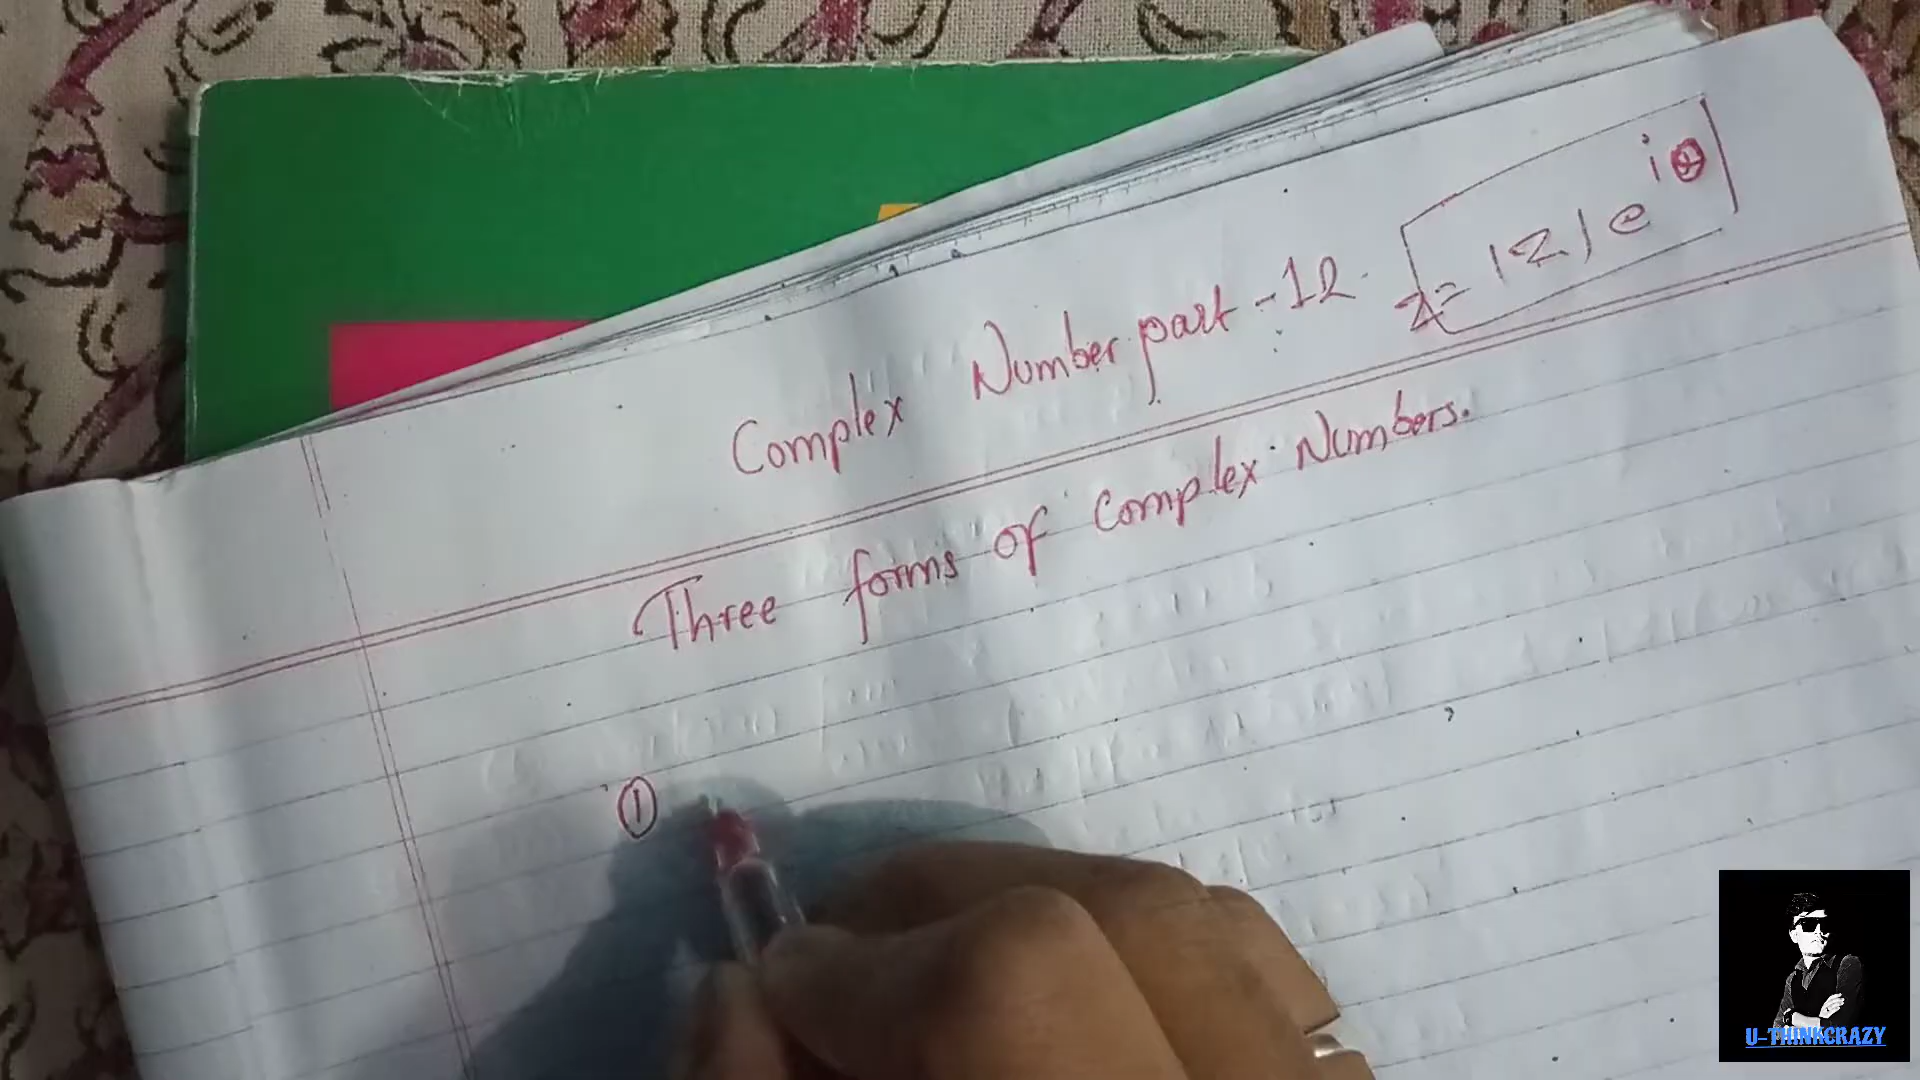 Complex Number part - 12.
z = |z| e^{iθ}
Three forms of Complex Numbers.
①
U-THINKCRAZY